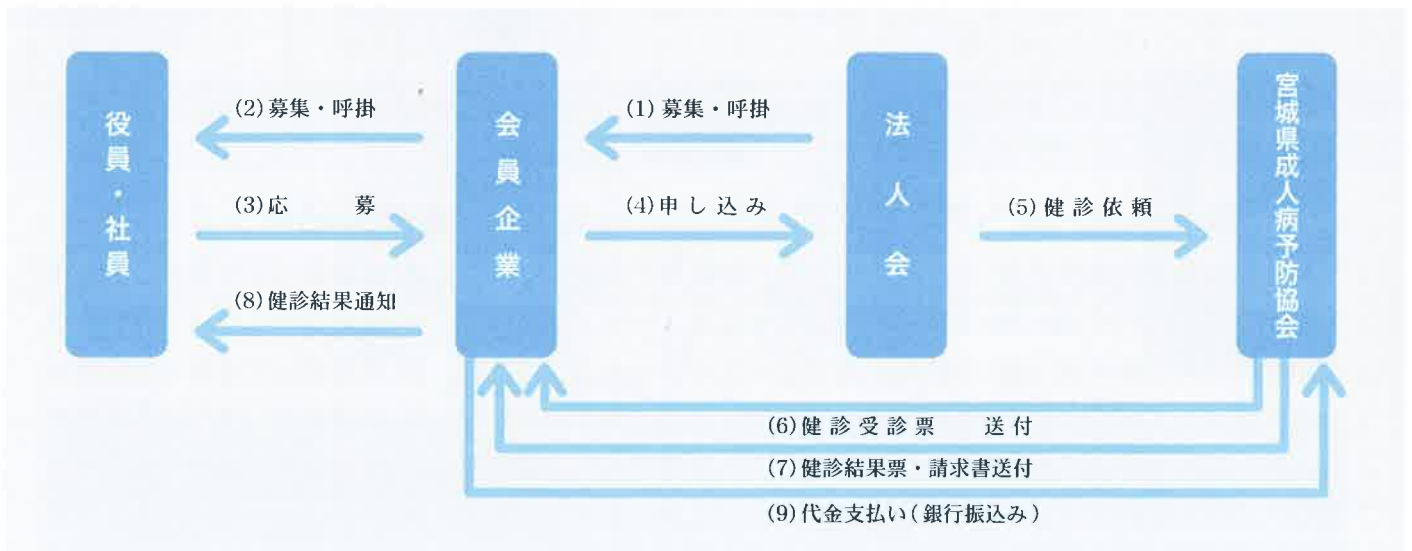 役員・社員
会員企業
法人会
宮城県成人病予防協会
(2)募集・呼掛
(1)募集・呼掛
(3)応　　募
(4)申し込み
(5)健診依頼
(8)健診結果通知
(6)健診受診票　送付
(7)健診結果票・請求書送付
(9)代金支払い(銀行振込み)